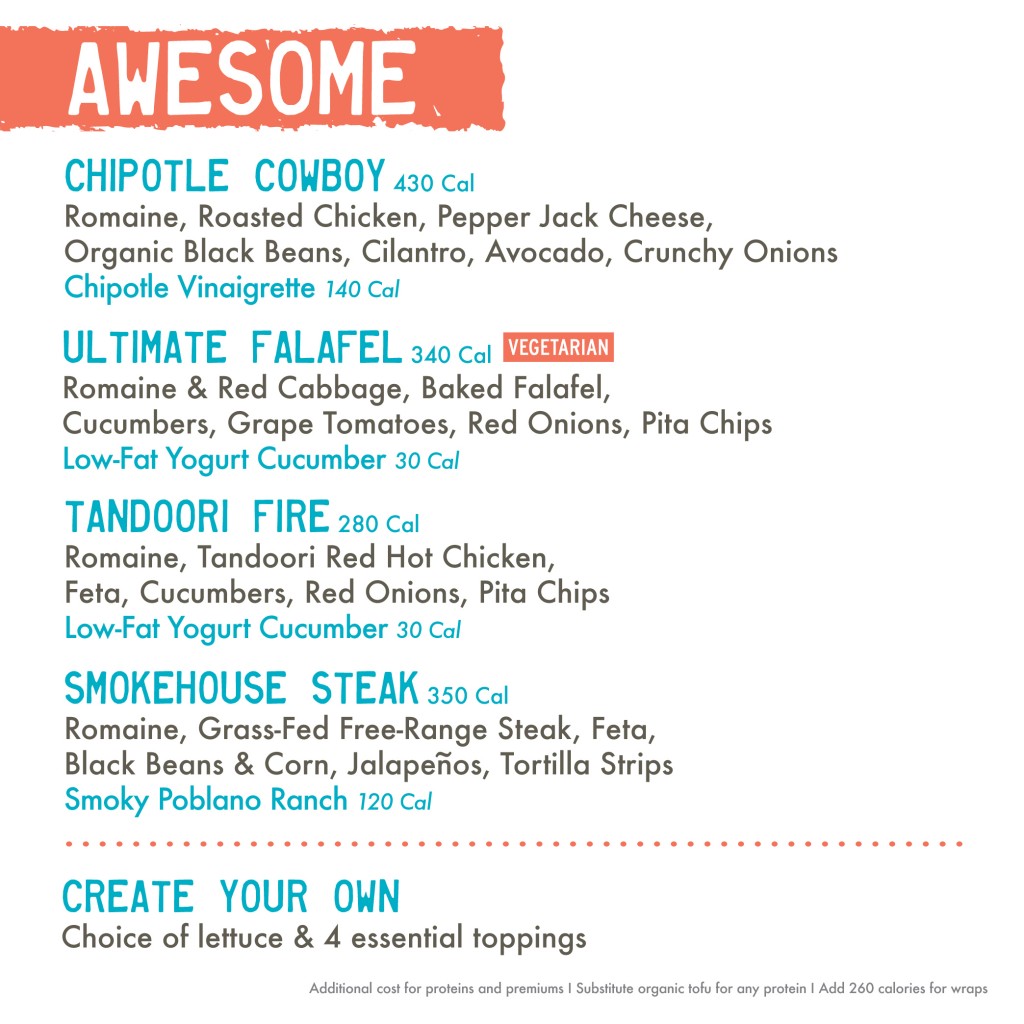 AWESOME
CHIPOTLE COWBOY 430 Cal
Romaine, Roasted Chicken, Pepper Jack Cheese,
Organic Black Beans, Cilantro, Avocado, Crunchy Onions
Chipotle Vinaigrette 140 Cal
ULTIMATE FALAFEL 340 Cal VEGETARIAN
Romaine & Red Cabbage, Baked Falafel,
Cucumbers, Grape Tomatoes, Red Onions, Pita Chips
Low-Fat Yogurt Cucumber 30 Cal
TANDOORI FIRE 280 Cal
Romaine, Tandoori Red Hot Chicken,
Feta, Cucumbers, Red Onions, Pita Chips
Low-Fat Yogurt Cucumber 30 Cal
SMOKEHOUSE STEAK 350 Cal
Romaine, Grass-Fed Free-Range Steak, Feta,
Black Beans & Corn, Jalapeños, Tortilla Strips
Smoky Poblano Ranch 120 Cal
CREATE YOUR OWN
Choice of lettuce & 4 essential toppings
Additional cost for proteins and premiums I Substitute organic tofu for any protein I Add 260 calories for wraps